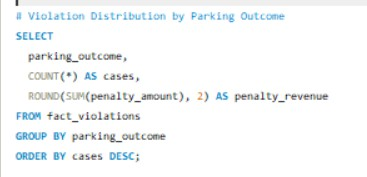 # Violation Distribution by Parking Outcome
SELECT
parking_outcome,
COUNT(*) AS cases,
ROUND(SUM(penalty_amount), 2) AS penalty_revenue
FROM fact_violations
GROUP BY parking_outcome
ORDER BY cases DESC;